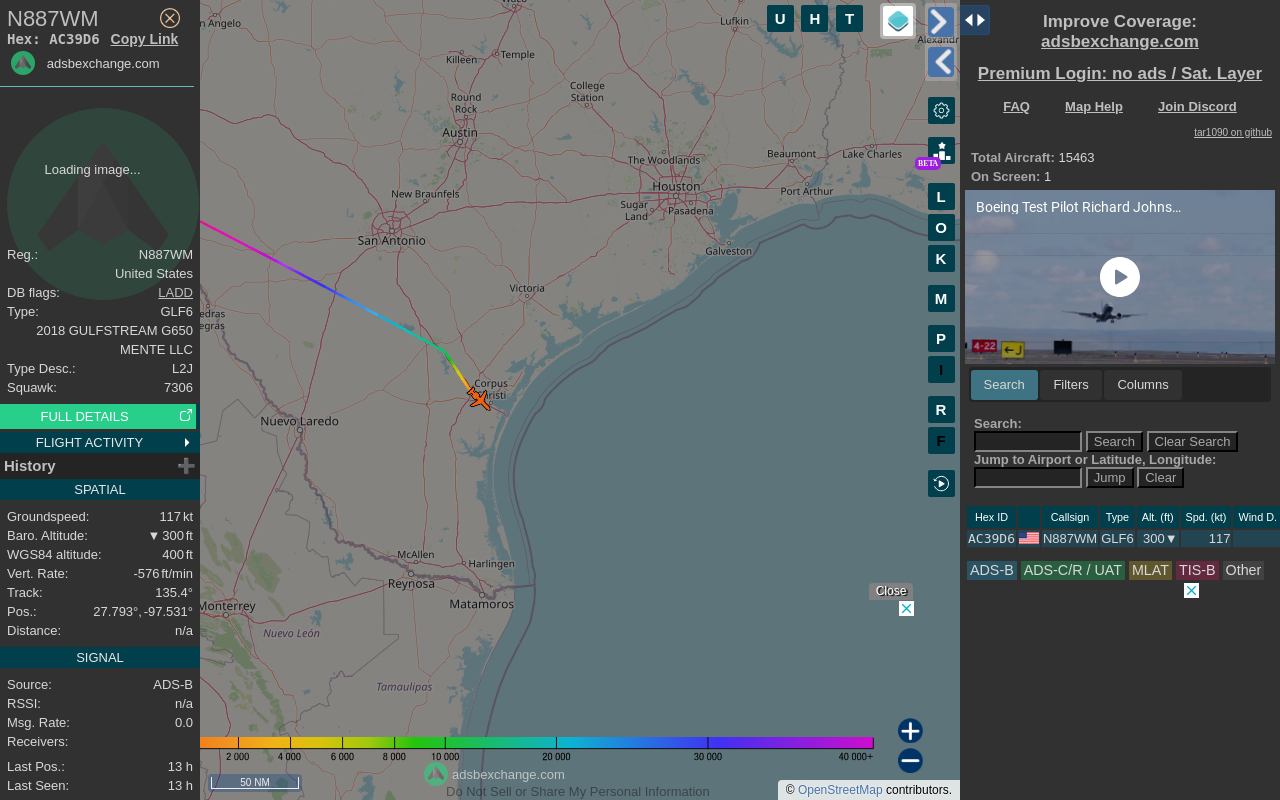 N887WM
Hex: AC39D6 Copy Link
adsbexchange.com
Loading image...
Reg.: N887WM
United States
DB flags: LADD
Type: GLF6
2018 GULFSTREAM G650
MENTE LLC
Type Desc.: L2J
Squawk: 7306
FULL DETAILS
FLIGHT ACTIVITY
History
SPATIAL
Groundspeed: 117 kt
Baro. Altitude: ▼ 300 ft
WGS84 altitude: 400 ft
Vert. Rate: -576 ft/min
Track: 135.4°
Pos.: 27.793°, -97.531°
Distance: n/a
SIGNAL
Source: ADS-B
RSSI: n/a
Msg. Rate: 0.0
Receivers:
Last Pos.: 13 h
Last Seen: 13 h
n Angelo
Waco
Lufkin
Alexandri
Killeen
Temple
College
Station
Round
Rock
Austin
The Woodlands
Beaumont
Lake Charles
New Braunfels
Houston
Port Arthur
Sugar
Land
Pasadena
San Antonio
Galveston
Victoria
edras
egras
Corpus
risti
Nuevo Laredo
McAllen
Harlingen
Reynosa
Matamoros
Monterrey
Nuevo León
Tamaulipas
U H T
BETA
L
O
K
M
P
I
R
F
Close
2 000 4 000 6 000 8 000 10 000 20 000 30 000 40 000+
50 NM
adsbexchange.com
Do Not Sell or Share My Personal Information
© OpenStreetMap contributors.
Improve Coverage:
adsbexchange.com
Premium Login: no ads / Sat. Layer
FAQ Map Help Join Discord
tar1090 on github
Total Aircraft: 15463
On Screen: 1
Boeing Test Pilot Richard Johns…
4-22
J
Search Filters Columns
Search:
Search Clear Search
Jump to Airport or Latitude, Longitude:
Jump Clear
Hex ID Callsign Type Alt. (ft) Spd. (kt) Wind D.
AC39D6 N887WM GLF6 300▼ 117
ADS-B ADS-C/R / UAT MLAT TIS-B Other